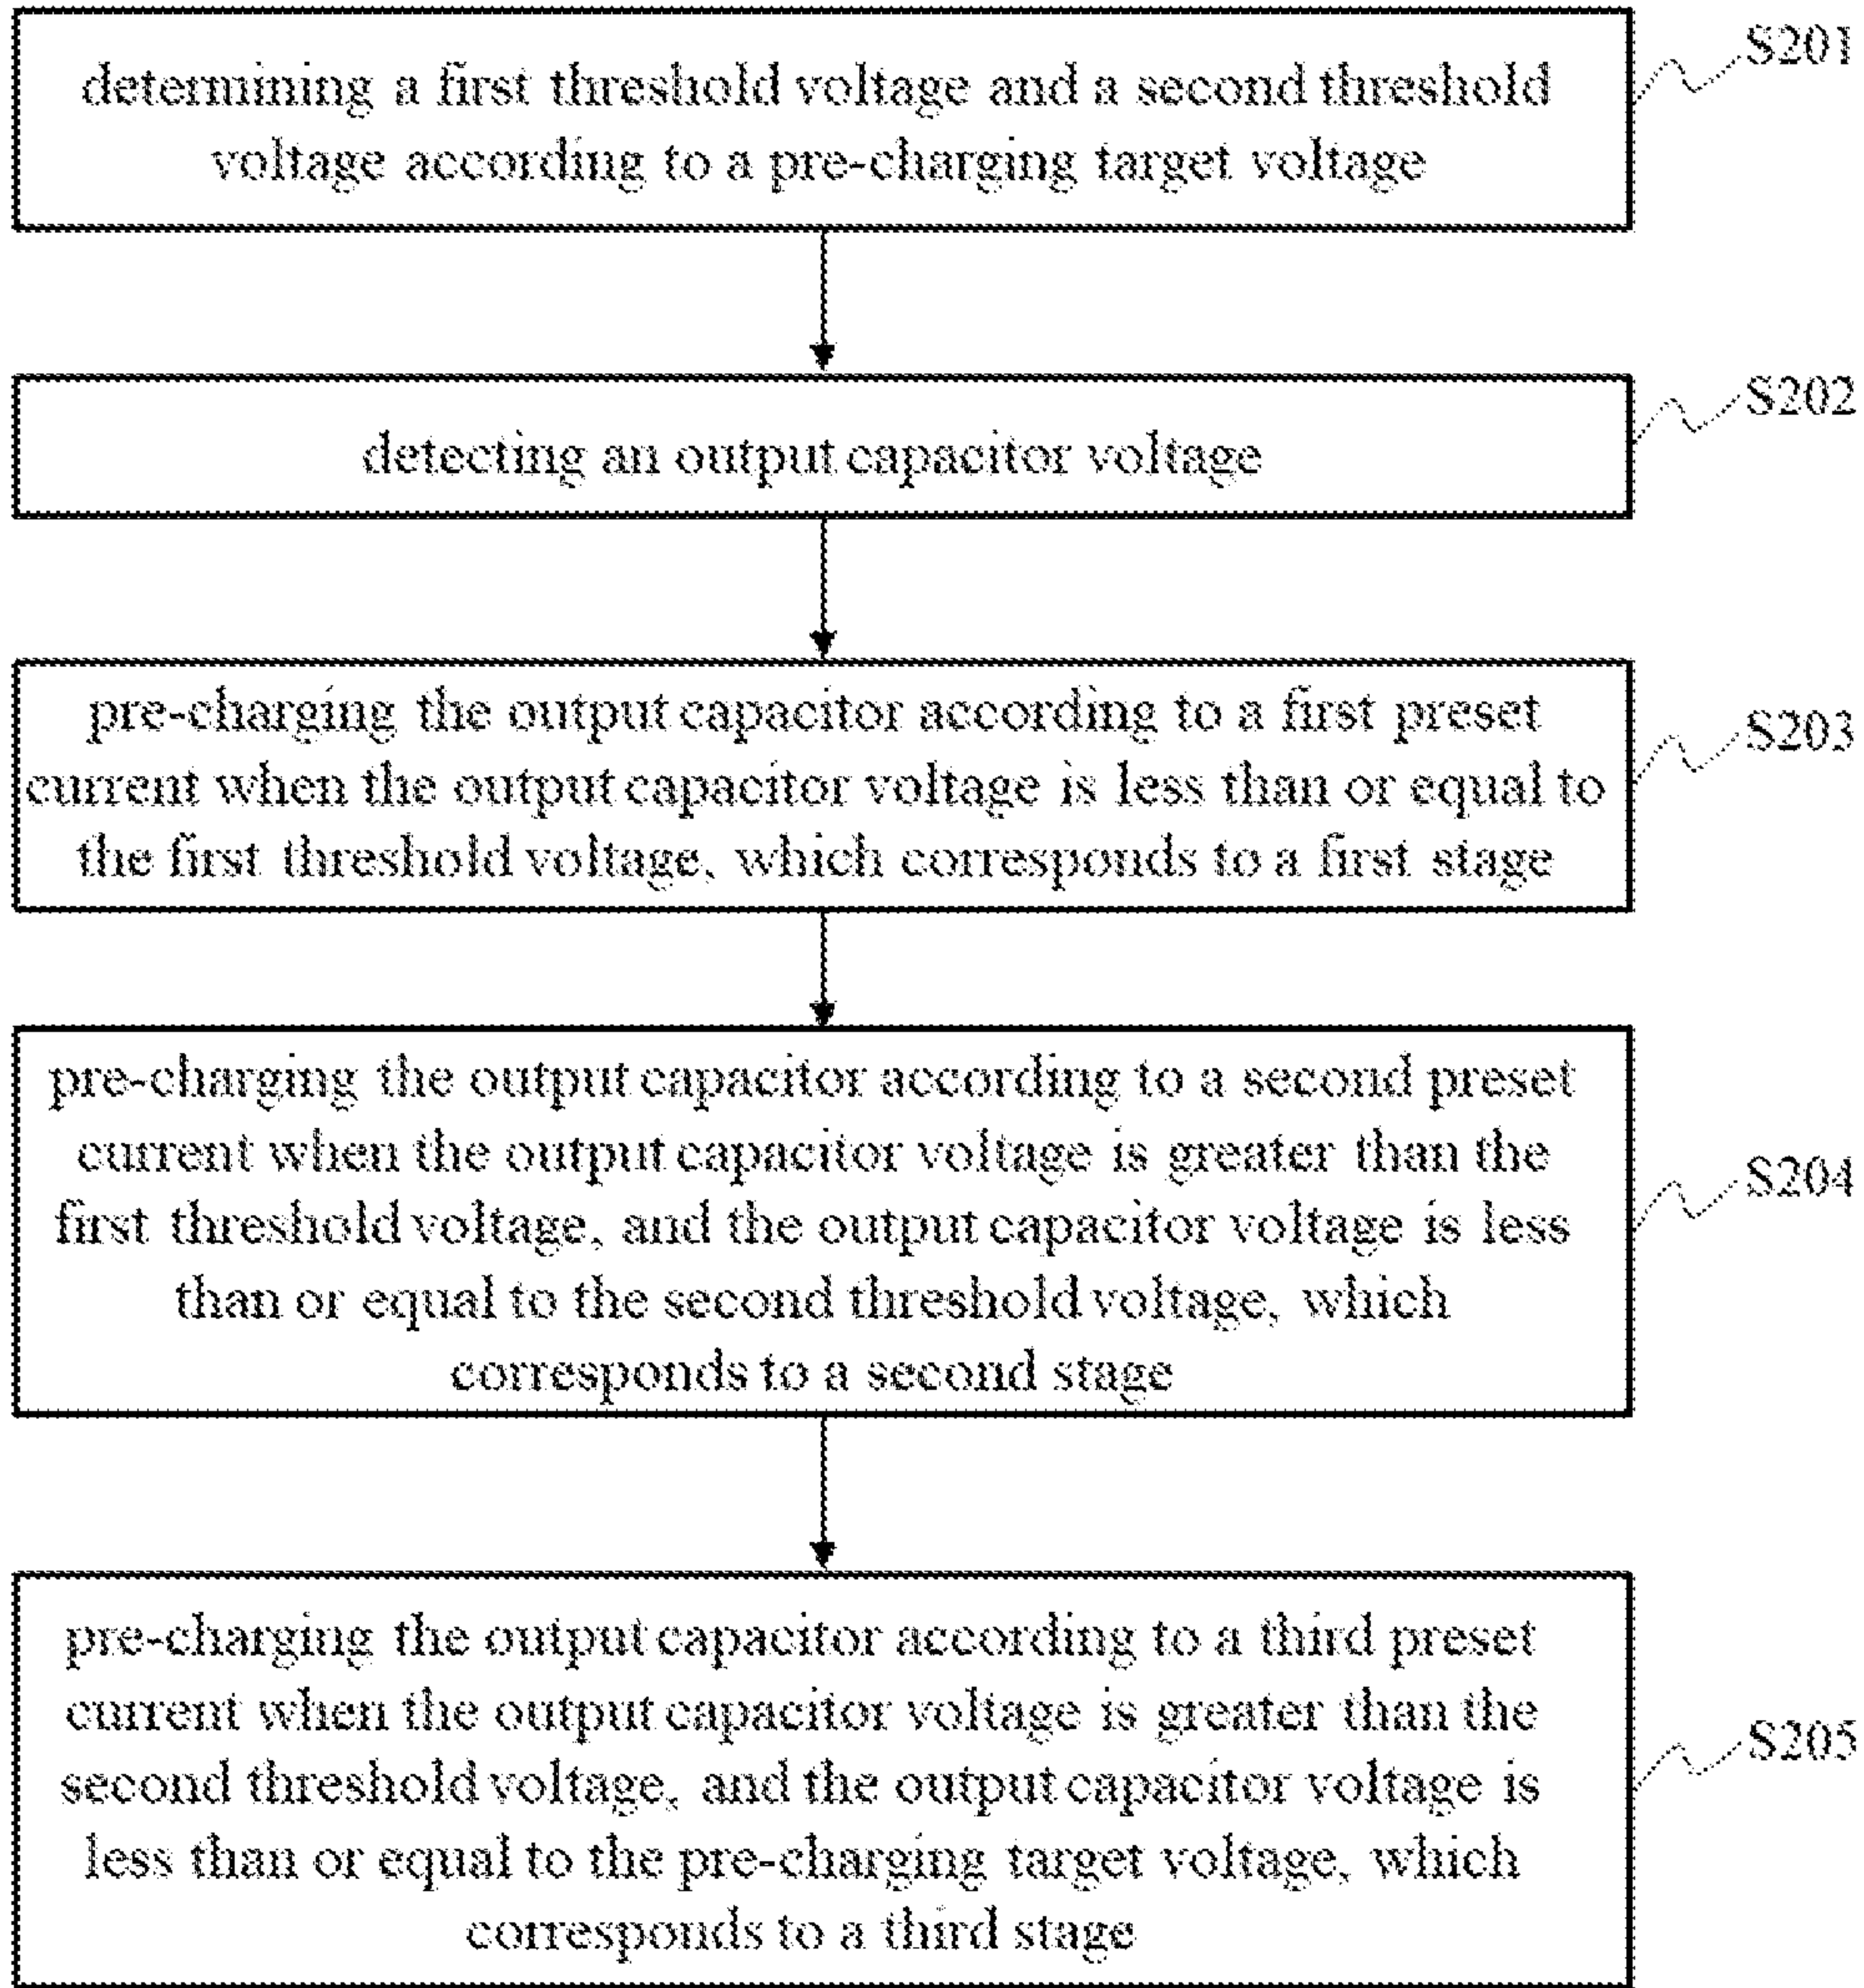 determining a first threshold voltage and a second threshold
voltage according to a pre-charging target voltage
S201
detecting an output capacitor voltage
S202
pre-charging the output capacitor according to a first preset
current when the output capacitor voltage is less than or equal to
the first threshold voltage, which corresponds to a first stage
S203
pre-charging the output capacitor according to a second preset
current when the output capacitor voltage is greater than the
first threshold voltage, and the output capacitor voltage is less
than or equal to the second threshold voltage, which
corresponds to a second stage
S204
pre-charging the output capacitor according to a third preset
current when the output capacitor voltage is greater than the
second threshold voltage, and the output capacitor voltage is
less than or equal to the pre-charging target voltage, which
corresponds to a third stage
S205